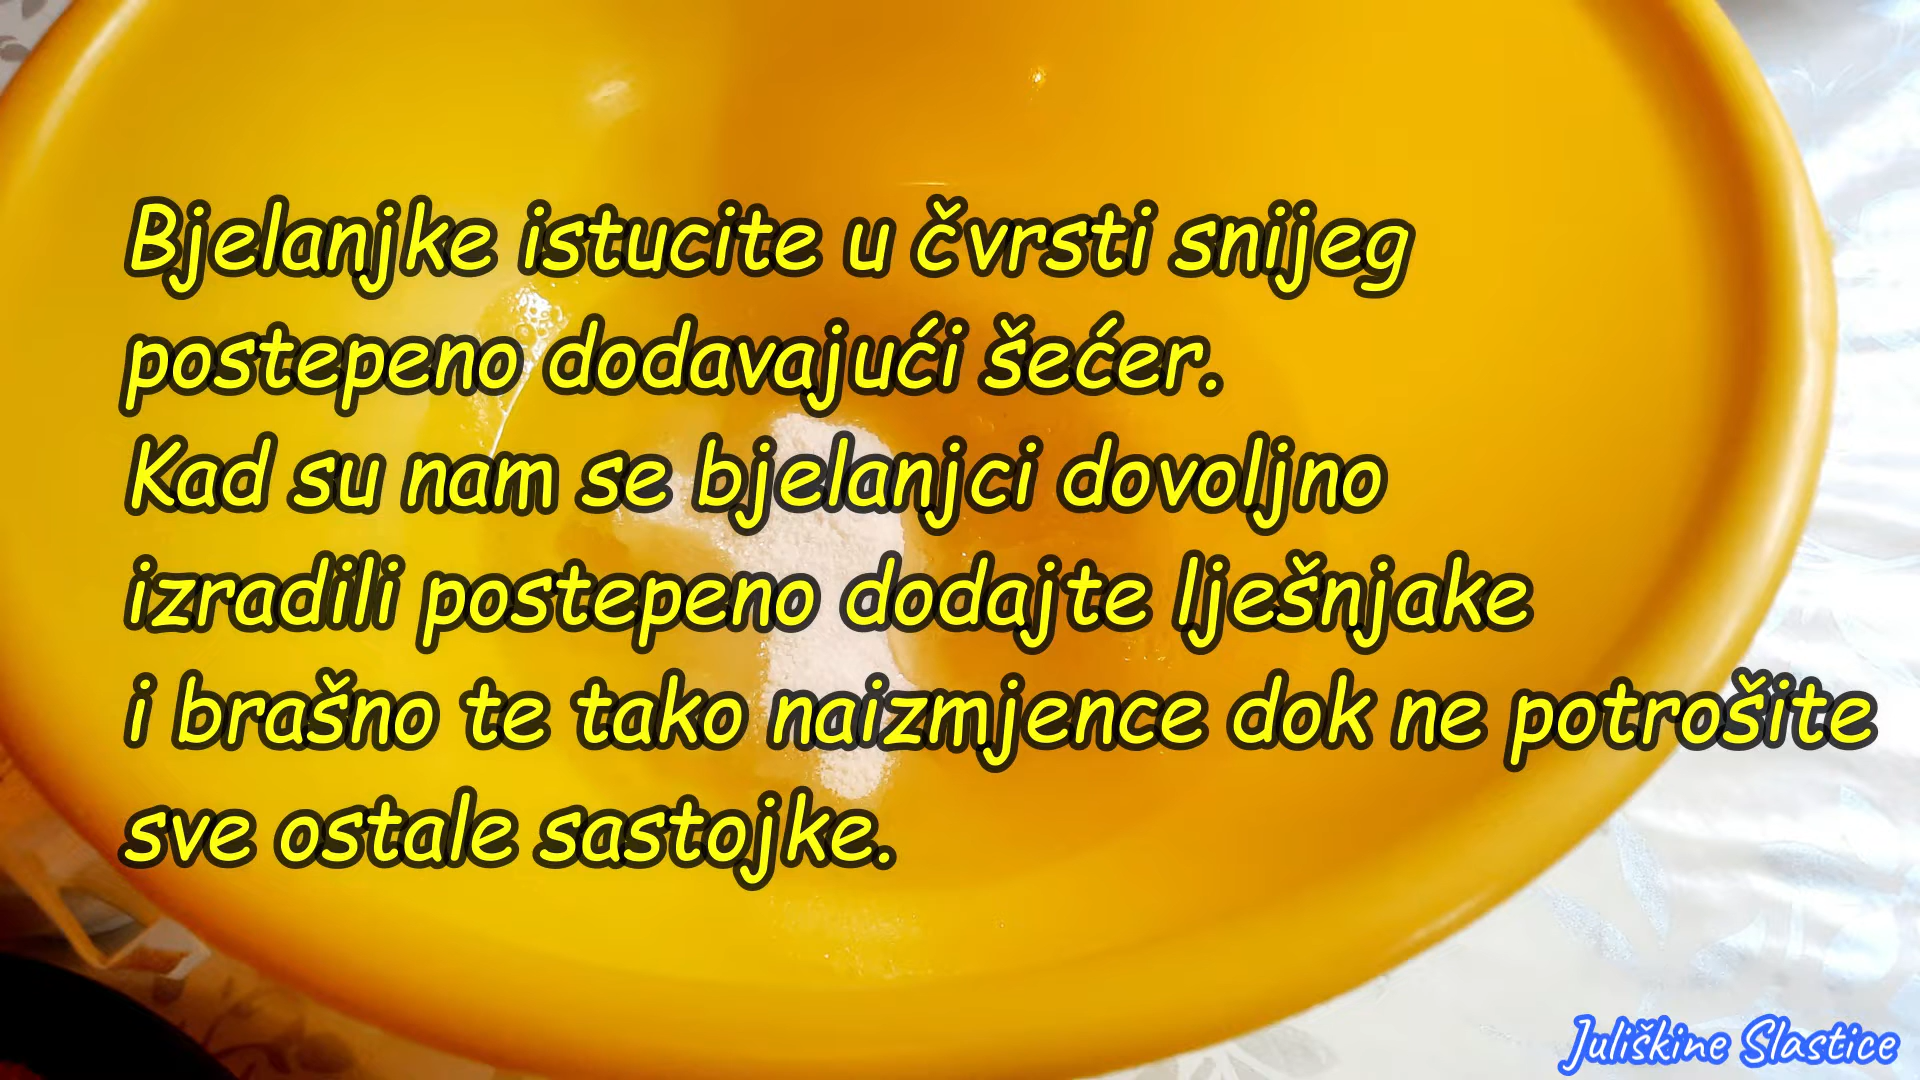 Bjelanjke istucite u čvrsti snijeg
postepeno dodavajući šećer.
Kad su nam se bjelanjci dovoljno
izradili postepeno dodajte lješnjake
i brašno te tako naizmjence dok ne potrošite
sve ostale sastojke.
Juliškine Slastice